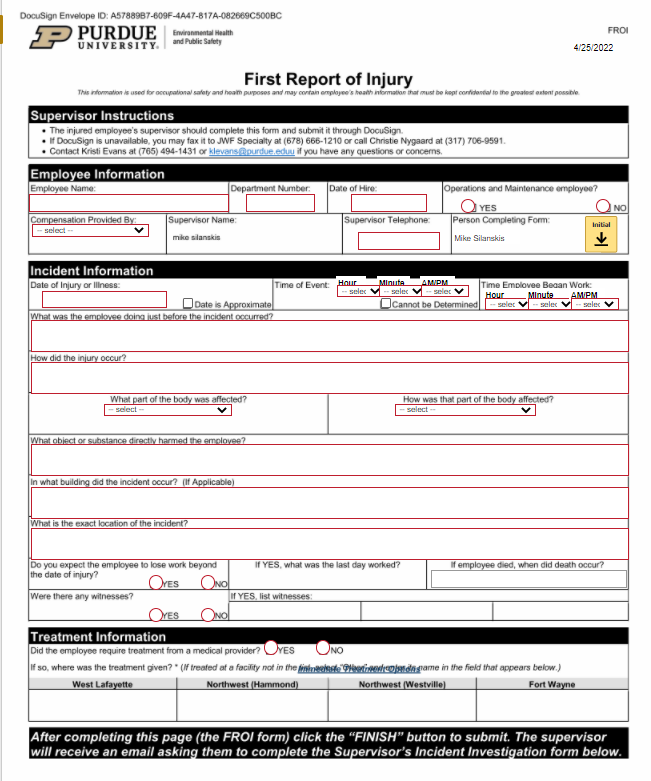 DocuSign Envelope ID: A57889B7-609F-4A47-817A-082669C500BC
PURDUE UNIVERSITY®
Environmental Health and Public Safety
FROI
4/25/2022
First Report of Injury
This information is used for occupational safety and health purposes and may contain employee's health information that must be kept confidential to the greatest extent possible.
Supervisor Instructions
• The injured employee's supervisor should complete this form and submit it through DocuSign.
• If DocuSign is unavailable, you may fax it to JWF Specialty at (678) 666-1210 or call Christie Nygaard at (317) 706-9591.
• Contact Kristi Evans at (765) 494-1431 or klevans@purdue.eduu if you have any questions or concerns.
Employee Information
Employee Name: Department Number: Date of Hire: Operations and Maintenance employee?
YES NO
Compensation Provided By: Supervisor Name: Supervisor Telephone: Person Completing Form:
-- select -- mike silanskis Mike Silanskis Initial
Incident Information
Date of Injury or Illness: Time of Event: Hour Minute AM/PM Time Employee Began Work:
-- selec -- selec -- selec Hour Minute AM/PM
Date is Approximate Cannot be Determined -- selec -- selec -- selec
What was the employee doing just before the incident occurred?
How did the injury occur?
What part of the body was affected? How was that part of the body affected?
-- select -- -- select --
What object or substance directly harmed the employee?
In what building did the incident occur? (If Applicable)
What is the exact location of the incident?
Do you expect the employee to lose work beyond the date of injury? If YES, what was the last day worked? If employee died, when did death occur?
YES NO
Were there any witnesses? If YES, list witnesses:
YES NO
Treatment Information
Did the employee require treatment from a medical provider? YES NO
If so, where was the treatment given? * (If treated at a facility not in the list, select "Other" and enter its name in the field that appears below.)
Immediate Treatment Options
West Lafayette Northwest (Hammond) Northwest (Westville) Fort Wayne
After completing this page (the FROI form) click the "FINISH" button to submit. The supervisor
will receive an email asking them to complete the Supervisor's Incident Investigation form below.